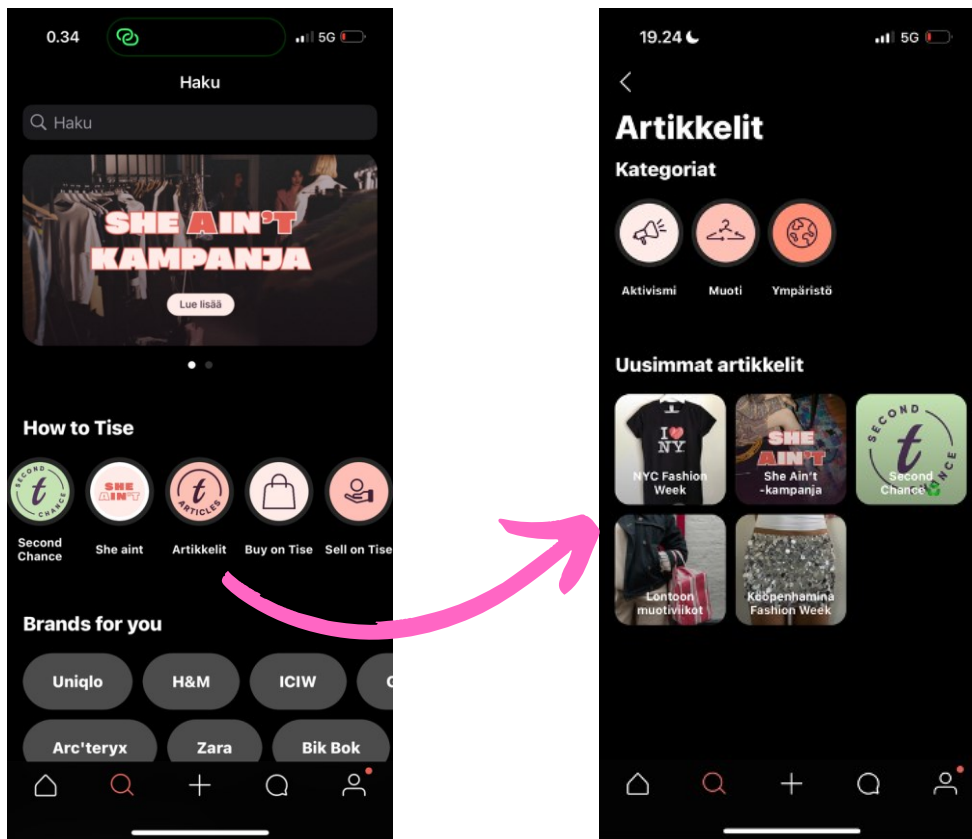 0.34
5G
Haku
Haku
SHE AIN'T
KAMPANJA
Lue lisää
How to Tise
SECOND
t
CHANCE
SHE
AIN'T
t
ARTICLES
Second
Chance
She aint
Artikkelit
Buy on Tise
Sell on Tise
Brands for you
Uniqlo
H&M
ICIW
Arc'teryx
Zara
Bik Bok
19.24
5G
Artikkelit
Kategoriat
Aktivismi
Muoti
Ympäristö
Uusimmat artikkelit
I ❤
NY
NYC Fashion
Week
SHE
AIN'T
She Ain't
-kampanja
SECOND
t
CHANCE
Second
Chance♻️
Lontoon
muotiviikot
Kööpenhamina
Fashion Week